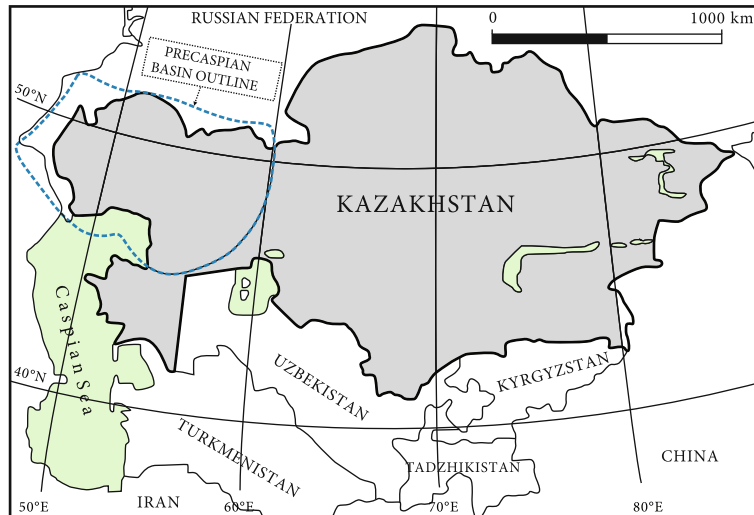 RUSSIAN FEDERATION
0 1000 km
PRECASPIAN
BASIN OUTLINE
50°N
KAZAKHSTAN
Caspian Sea
40°N
UZBEKISTAN
KYRGYZSTAN
TURKMENISTAN
TADZHIKISTAN
CHINA
IRAN
50°E
60°E
70°E
80°E